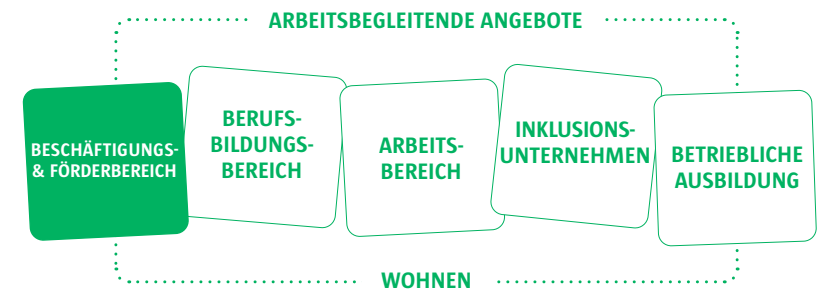 ARBEITSBEGLEITENDE ANGEBOTE
BESCHÄFTIGUNGS-
& FÖRDERBEREICH
BERUFS-
BILDUNGS-
BEREICH
ARBEITS-
BEREICH
INKLUSIONS-
UNTERNEHMEN
BETRIEBLICHE
AUSBILDUNG
WOHNEN